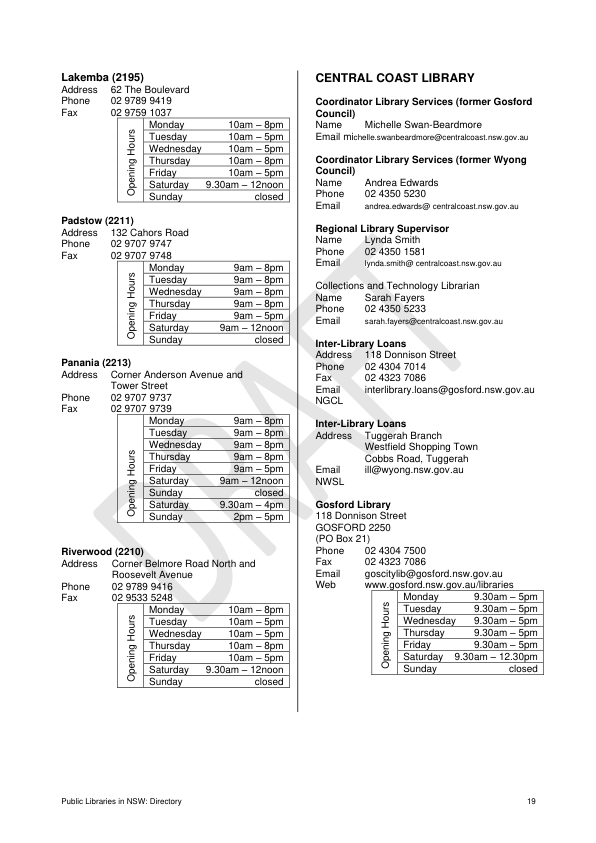 Lakemba (2195)
Address 62 The Boulevard
Phone 02 9789 9419
Fax 02 9759 1037
Opening Hours
Monday 10am – 8pm
Tuesday 10am – 5pm
Wednesday 10am – 5pm
Thursday 10am – 8pm
Friday 10am – 5pm
Saturday 9.30am – 12noon
Sunday closed
Padstow (2211)
Address 132 Cahors Road
Phone 02 9707 9747
Fax 02 9707 9748
Opening Hours
Monday 9am – 8pm
Tuesday 9am – 8pm
Wednesday 9am – 8pm
Thursday 9am – 8pm
Friday 9am – 5pm
Saturday 9am – 12noon
Sunday closed
Panania (2213)
Address Corner Anderson Avenue and
Tower Street
Phone 02 9707 9737
Fax 02 9707 9739
Opening Hours
Monday 9am – 8pm
Tuesday 9am – 8pm
Wednesday 9am – 8pm
Thursday 9am – 8pm
Friday 9am – 5pm
Saturday 9am – 12noon
Sunday closed
Saturday 9.30am – 4pm
Sunday 2pm – 5pm
Riverwood (2210)
Address Corner Belmore Road North and
Roosevelt Avenue
Phone 02 9789 9416
Fax 02 9533 5248
Opening Hours
Monday 10am – 8pm
Tuesday 10am – 5pm
Wednesday 10am – 5pm
Thursday 10am – 8pm
Friday 10am – 5pm
Saturday 9.30am – 12noon
Sunday closed
CENTRAL COAST LIBRARY
Coordinator Library Services (former Gosford
Council)
Name Michelle Swan-Beardmore
Email michelle.swanbeardmore@centralcoast.nsw.gov.au
Coordinator Library Services (former Wyong
Council)
Name Andrea Edwards
Phone 02 4350 5230
Email andrea.edwards@ centralcoast.nsw.gov.au
Regional Library Supervisor
Name Lynda Smith
Phone 02 4350 1581
Email lynda.smith@ centralcoast.nsw.gov.au
Collections and Technology Librarian
Name Sarah Fayers
Phone 02 4350 5233
Email sarah.fayers@centralcoast.nsw.gov.au
Inter-Library Loans
Address 118 Donnison Street
Phone 02 4304 7014
Fax 02 4323 7086
Email interlibrary.loans@gosford.nsw.gov.au
NGCL
Inter-Library Loans
Address Tuggerah Branch
Westfield Shopping Town
Cobbs Road, Tuggerah
Email ill@wyong.nsw.gov.au
NWSL
Gosford Library
118 Donnison Street
GOSFORD 2250
(PO Box 21)
Phone 02 4304 7500
Fax 02 4323 7086
Email goscitylib@gosford.nsw.gov.au
Web www.gosford.nsw.gov.au/libraries
Opening Hours
Monday 9.30am – 5pm
Tuesday 9.30am – 5pm
Wednesday 9.30am – 5pm
Thursday 9.30am – 5pm
Friday 9.30am – 5pm
Saturday 9.30am – 12.30pm
Sunday closed
DRAFT
Public Libraries in NSW: Directory 19